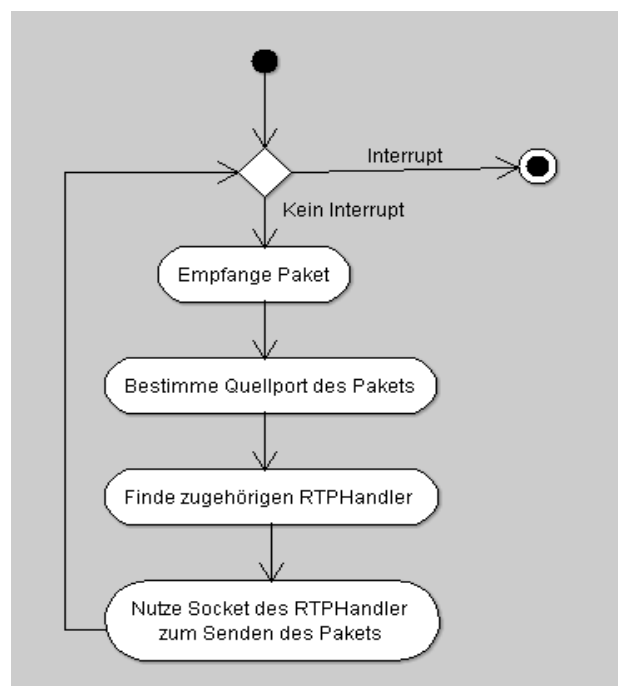 Interrupt
Kein Interrupt
Empfange Paket
Bestimme Quellport des Pakets
Finde zugehörigen RTPHandler
Nutze Socket des RTPHandler
zum Senden des Pakets